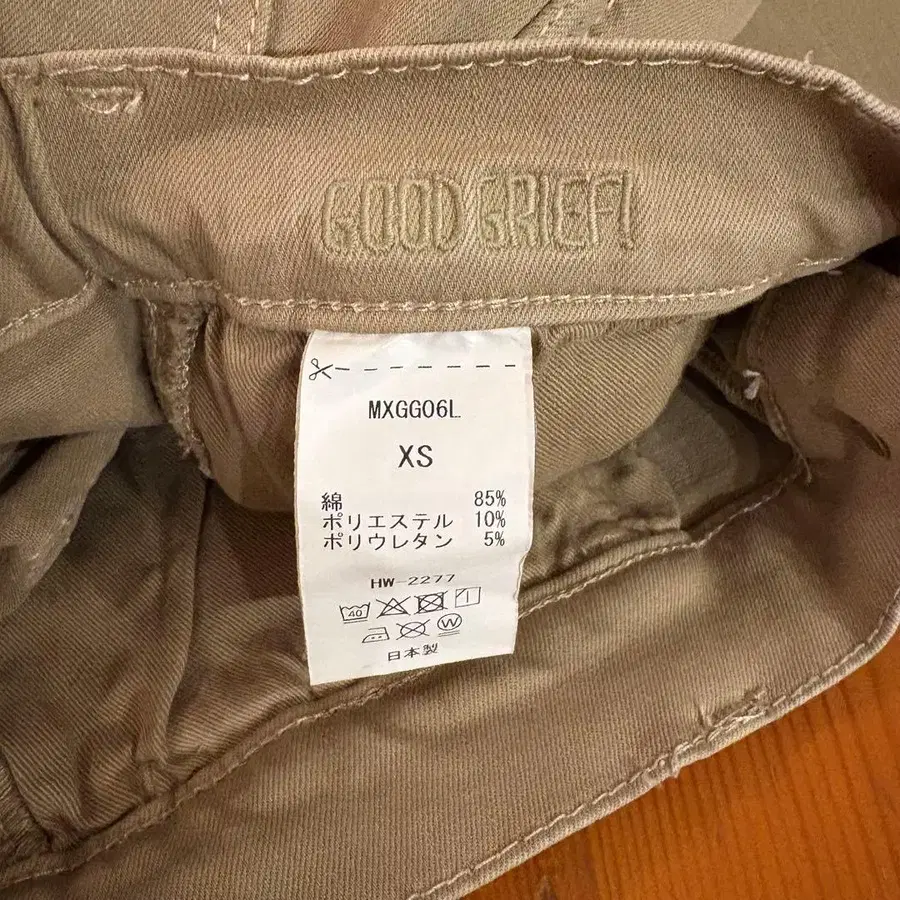 GOOD GRIEF!
MXGG06L
XS
綿 85%
ポリエステル 10%
ポリウレタン 5%
HW-2277
40
W
日本製